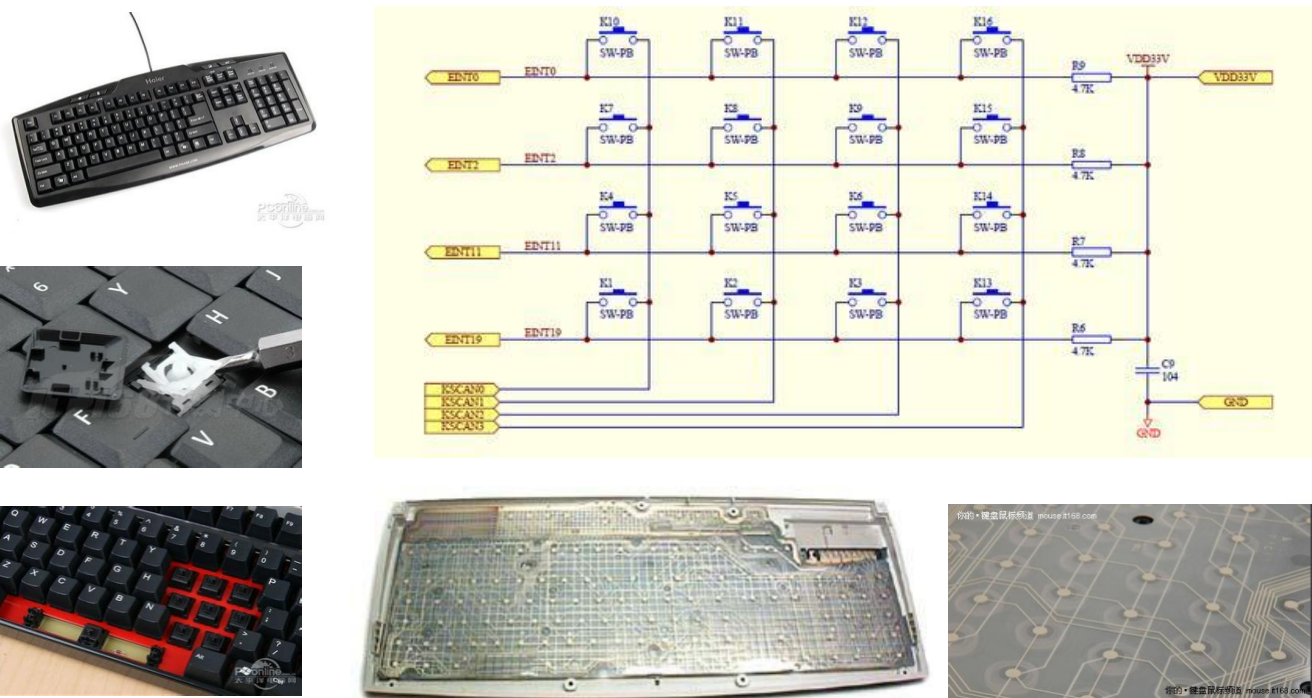 Haier
PConline
太平洋电脑网
6
Y
H
J
F
V
B
Q
W
E
R
T
Y
A
S
D
F
G
H
Z
X
C
V
B
N
P
Alt
PConline
太平洋电脑网
K10
K11
K12
K16
SW-PB
SW-PB
SW-PB
SW-PB
EINT0
EINT0
R9
4.7K
VDD33V
VDD33V
K7
K8
K9
K15
SW-PB
SW-PB
SW-PB
SW-PB
EINT2
EINT2
R8
4.7K
K4
K5
K6
K14
SW-PB
SW-PB
SW-PB
SW-PB
EINT11
EINT11
R7
4.7K
K1
K2
K3
K13
SW-PB
SW-PB
SW-PB
SW-PB
EINT19
EINT19
R6
4.7K
C9
104
KSCAN0
KSCAN1
KSCAN2
KSCAN3
GND
GND
你的·键盘鼠标频道 mouse.it168.com
你的·键盘鼠标频道 mouse.it168.com